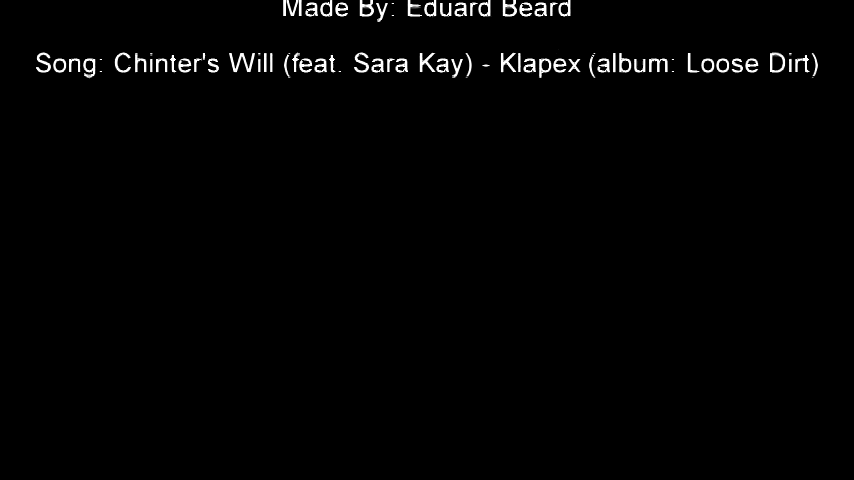 Made By: Eduard Beard
Song: Chinter's Will (feat. Sara Kay) - Klapex (album: Loose Dirt)